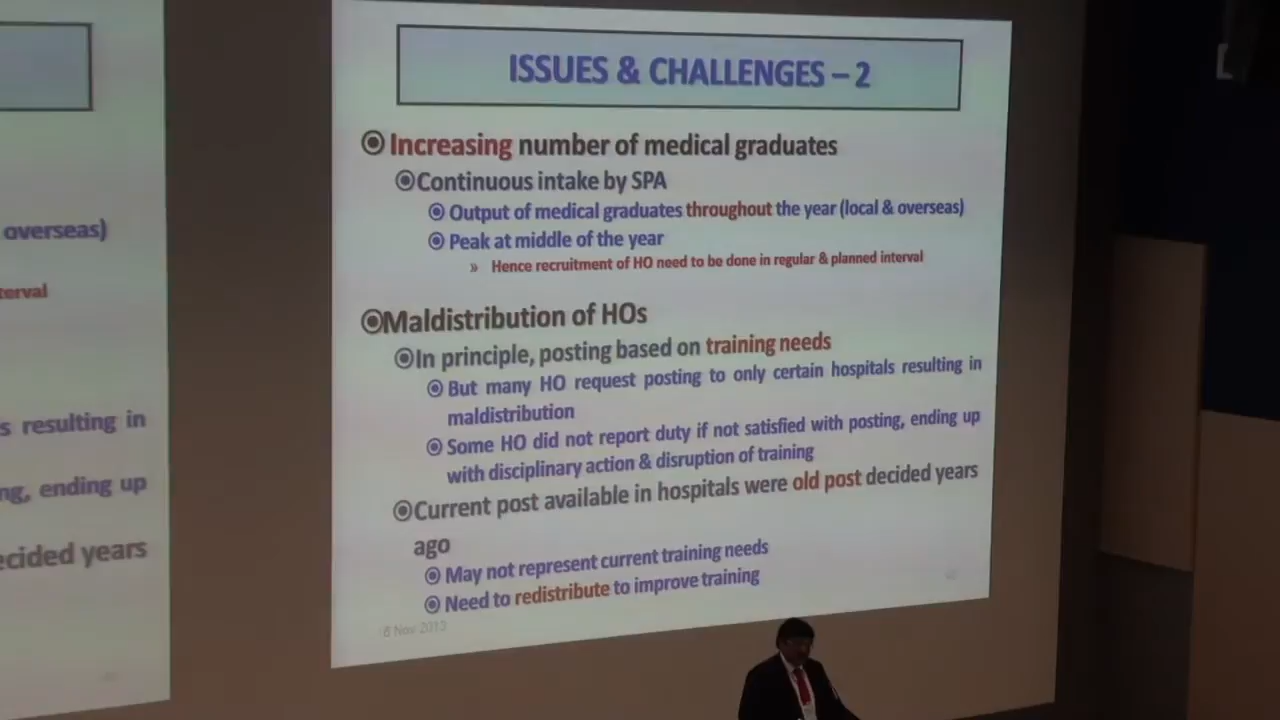 ISSUES & CHALLENGES – 2
Increasing number of medical graduates
Continuous intake by SPA
Output of medical graduates throughout the year (local & overseas)
Peak at middle of the year
» Hence recruitment of HO need to be done in regular & planned interval
Maldistribution of HOs
In principle, posting based on training needs
But many HO request posting to only certain hospitals resulting in
maldistribution
Some HO did not report duty if not satisfied with posting, ending up
with disciplinary action & disruption of training
Current post available in hospitals were old post decided years
ago
May not represent current training needs
Need to redistribute to improve training
6 Nov 2013
overseas)
terval
s resulting in
ng, ending up
ecided years